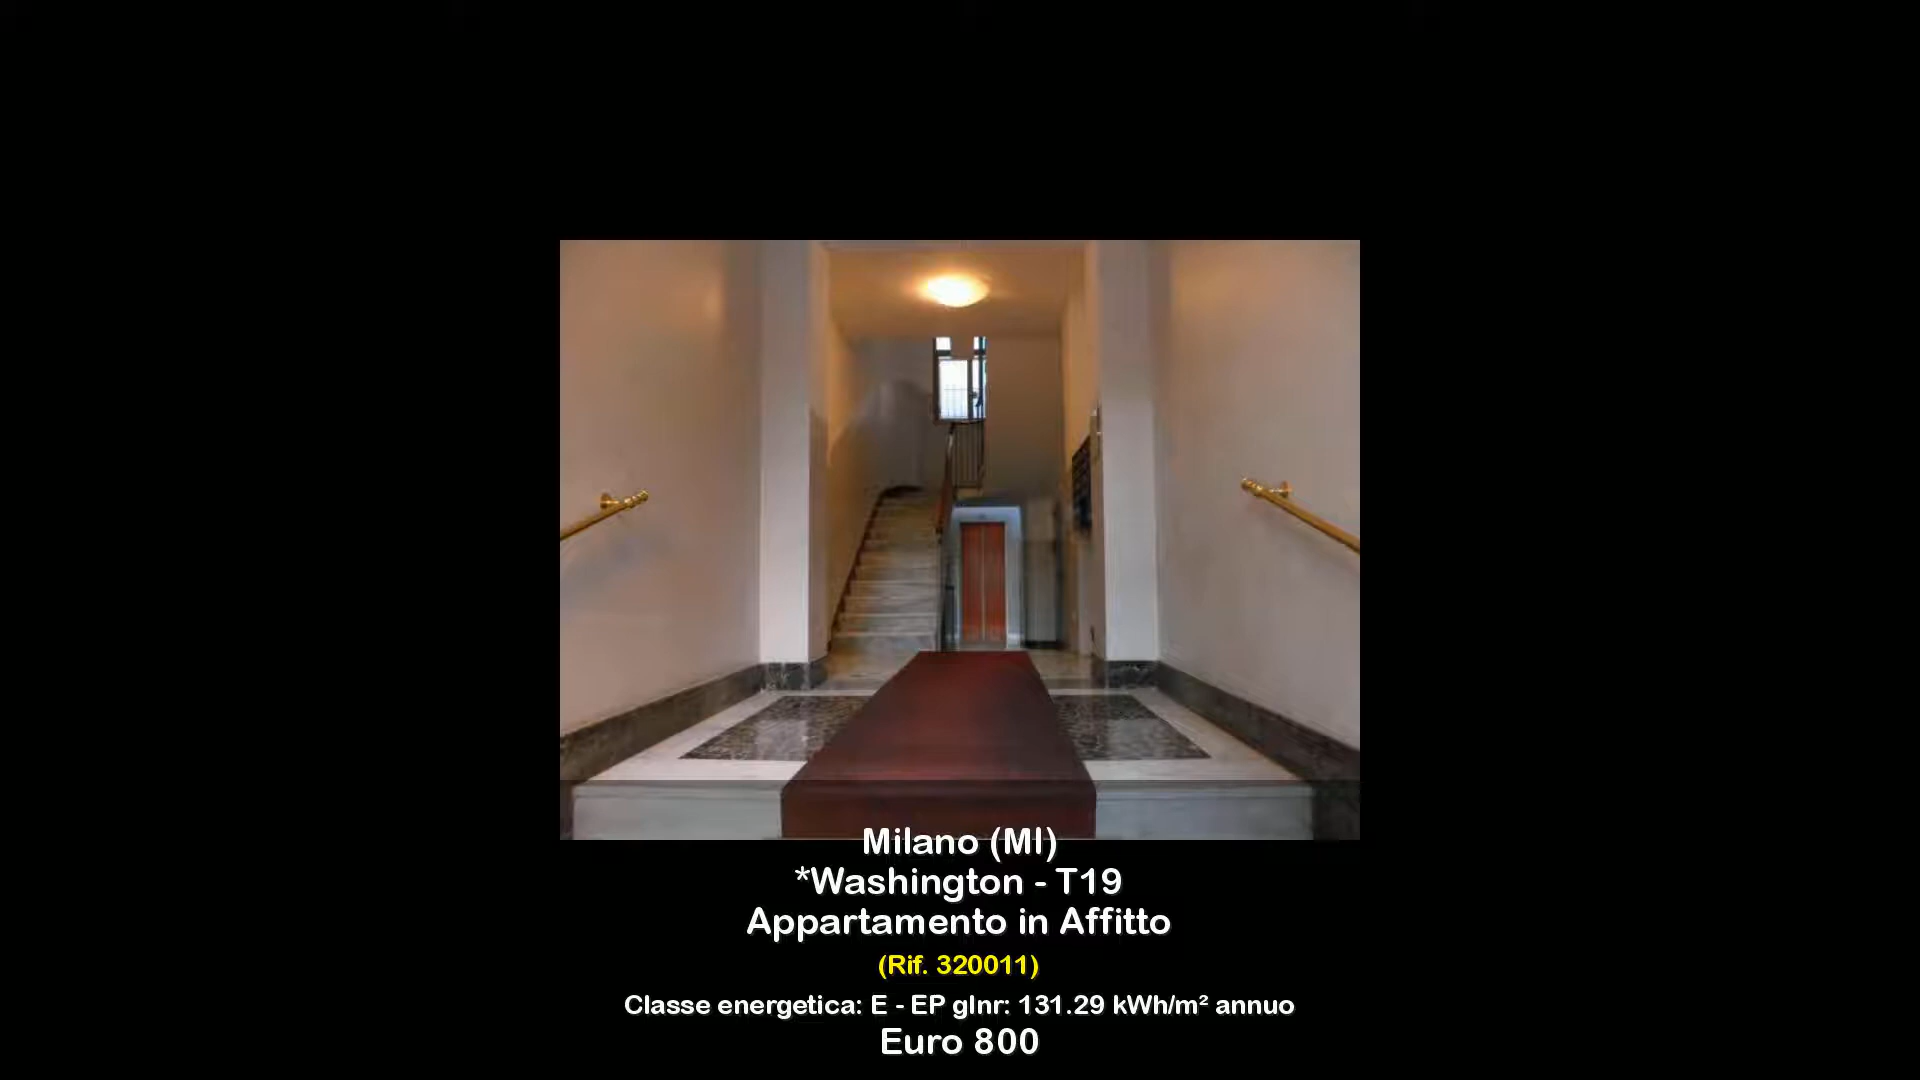 Milano (MI)
*Washington - T19
Appartamento in Affitto
(Rif. 320011)
Classe energetica: E - EP glnr: 131.29 kWh/m² annuo
Euro 800